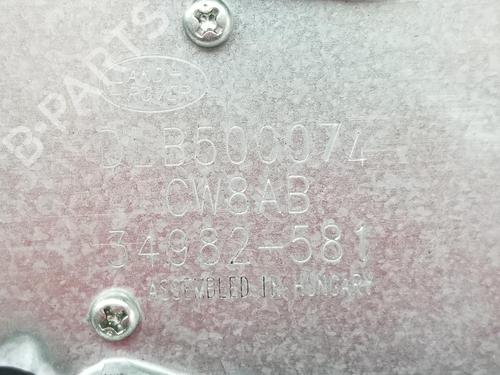 LAND-
ROVER
DLB500074
CW8AB
34982-581
ASSEMBLED IN HUNGARY
B-PARTS